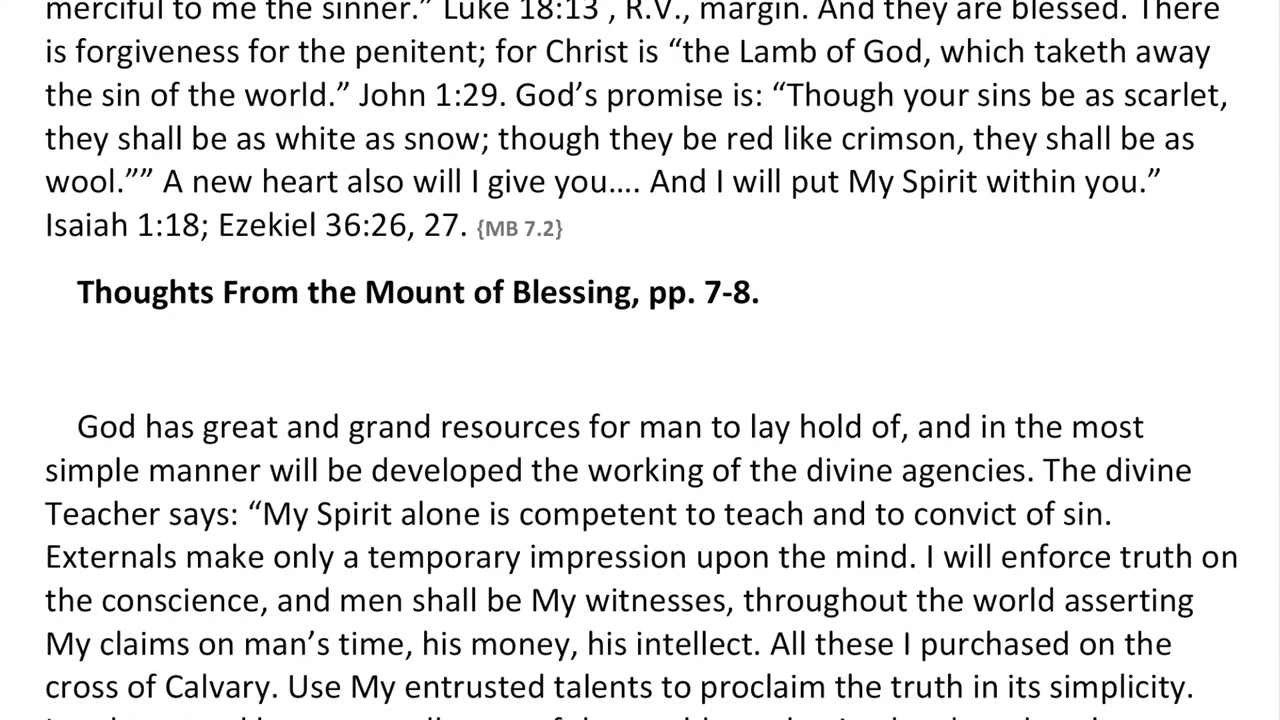 merciful to me the sinner.” Luke 18:13 , R.V., margin. And they are blessed. There
is forgiveness for the penitent; for Christ is “the Lamb of God, which taketh away
the sin of the world.” John 1:29. God’s promise is: “Though your sins be as scarlet,
they shall be as white as snow; though they be red like crimson, they shall be as
wool.”” A new heart also will I give you.... And I will put My Spirit within you.”
Isaiah 1:18; Ezekiel 36:26, 27. {MB 7.2}
Thoughts From the Mount of Blessing, pp. 7-8.
God has great and grand resources for man to lay hold of, and in the most
simple manner will be developed the working of the divine agencies. The divine
Teacher says: “My Spirit alone is competent to teach and to convict of sin.
Externals make only a temporary impression upon the mind. I will enforce truth on
the conscience, and men shall be My witnesses, throughout the world asserting
My claims on man’s time, his money, his intellect. All these I purchased on the
cross of Calvary. Use My entrusted talents to proclaim the truth in its simplicity.